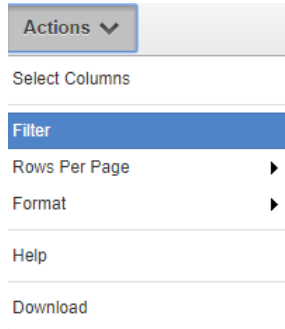 Actions
Select Columns
Filter
Rows Per Page
Format
Help
Download